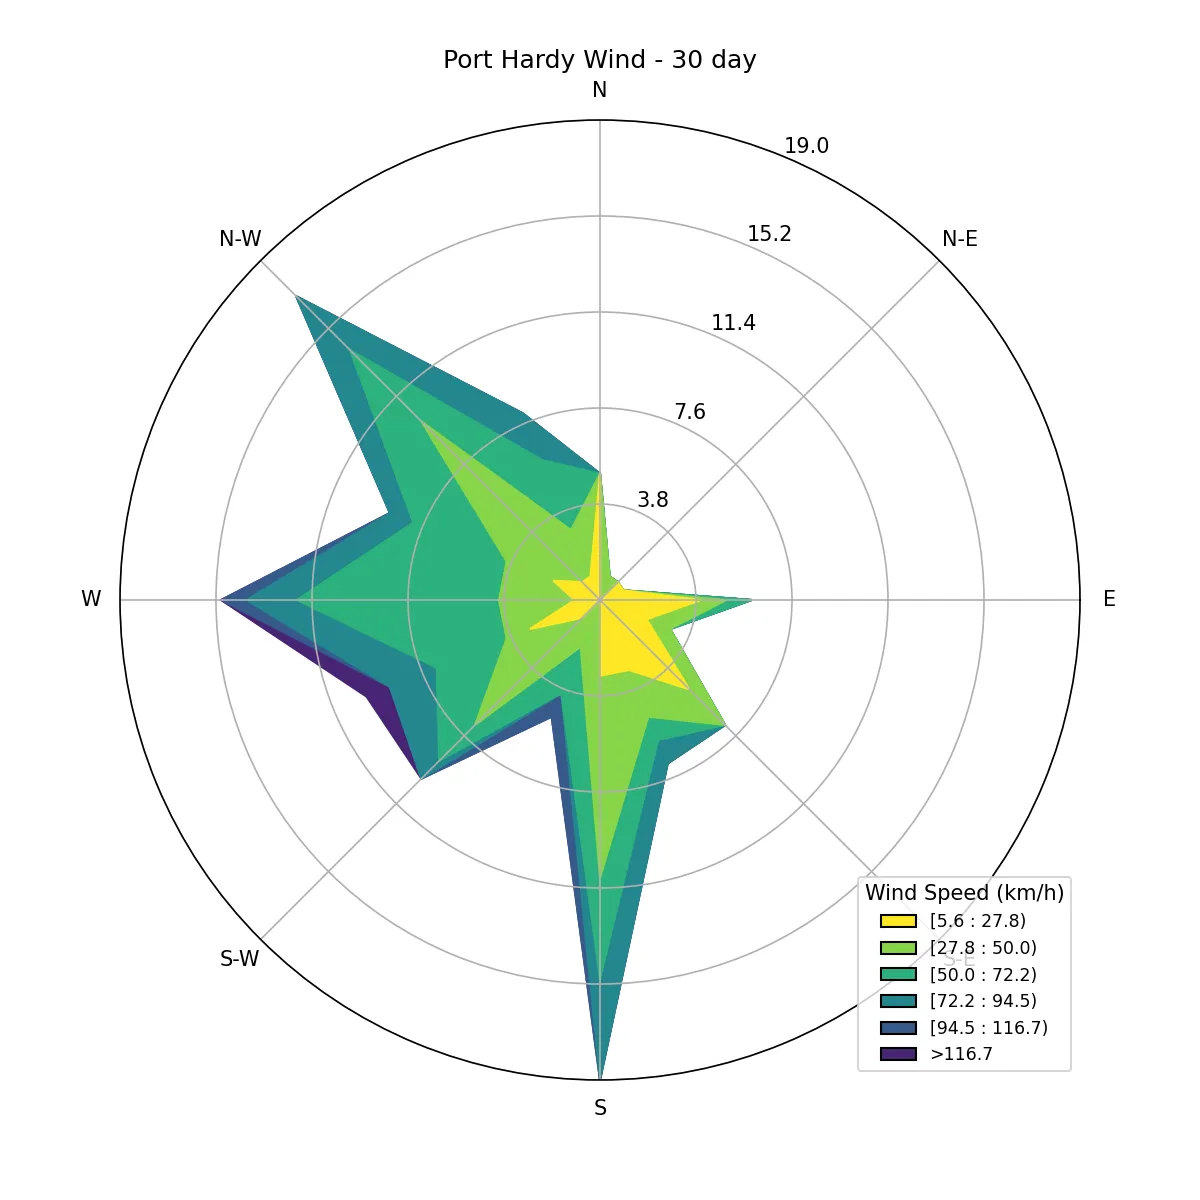 Port Hardy Wind - 30 day
N
19.0
N-W
N-E
15.2
11.4
7.6
3.8
W
E
S-W
S-E
S
Wind Speed (km/h)
[5.6 : 27.8)
[27.8 : 50.0)
[50.0 : 72.2)
[72.2 : 94.5)
[94.5 : 116.7)
>116.7